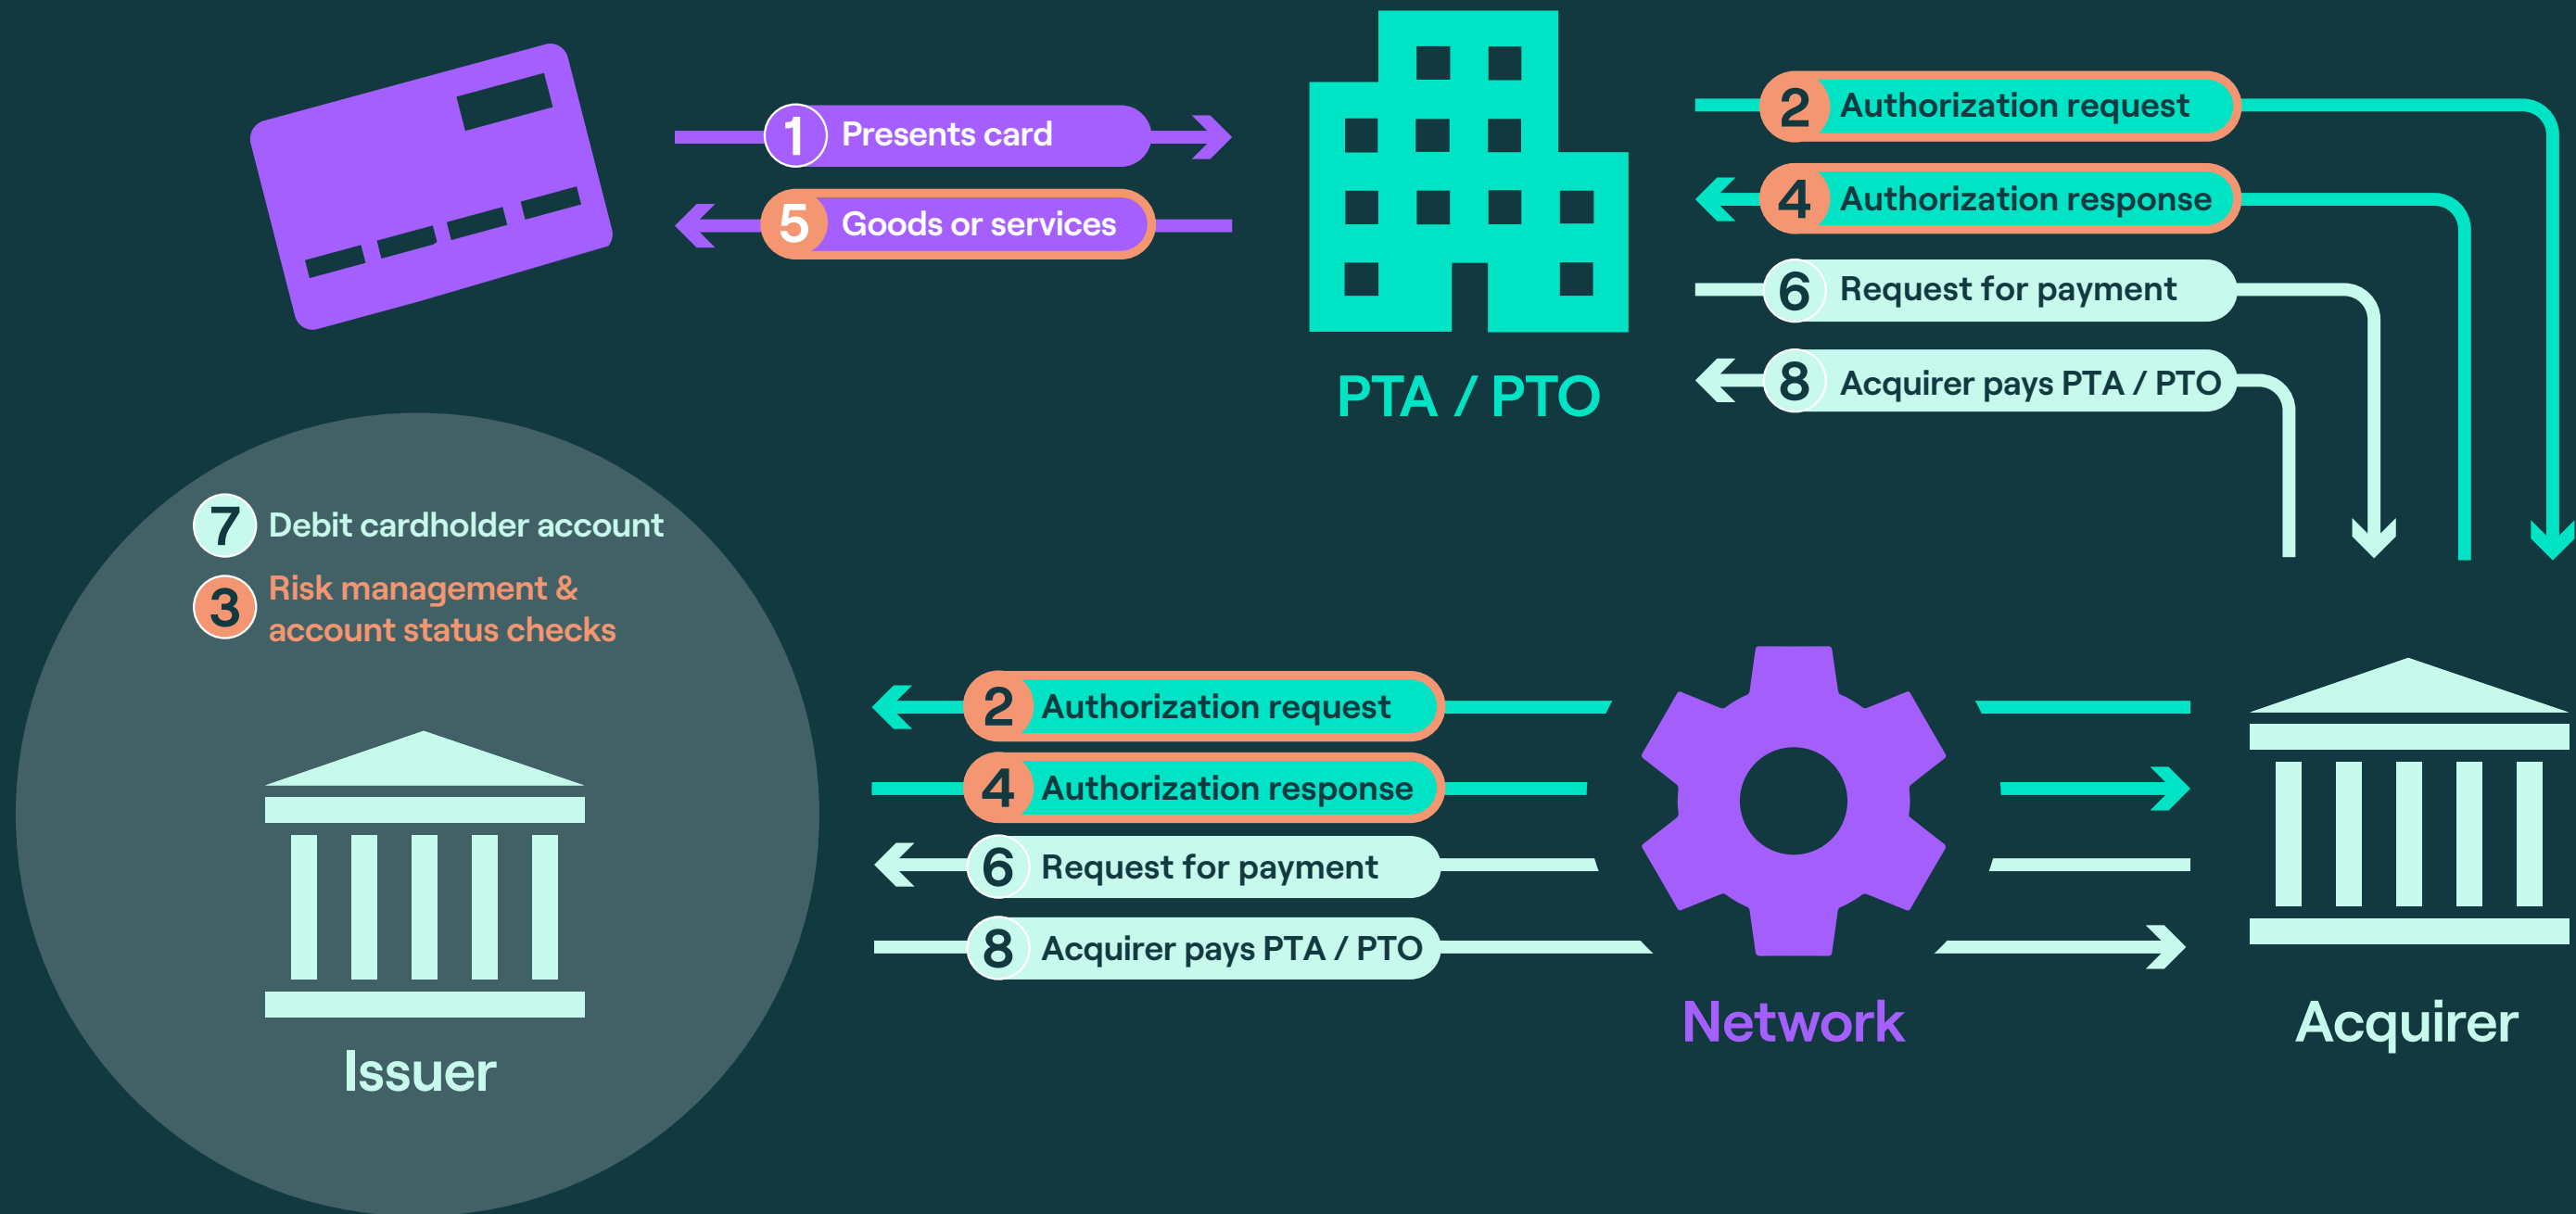 1 Presents card
5 Goods or services
2 Authorization request
4 Authorization response
6 Request for payment
8 Acquirer pays PTA / PTO
PTA / PTO
7 Debit cardholder account
3 Risk management &
account status checks
Issuer
2 Authorization request
4 Authorization response
6 Request for payment
8 Acquirer pays PTA / PTO
Network
Acquirer